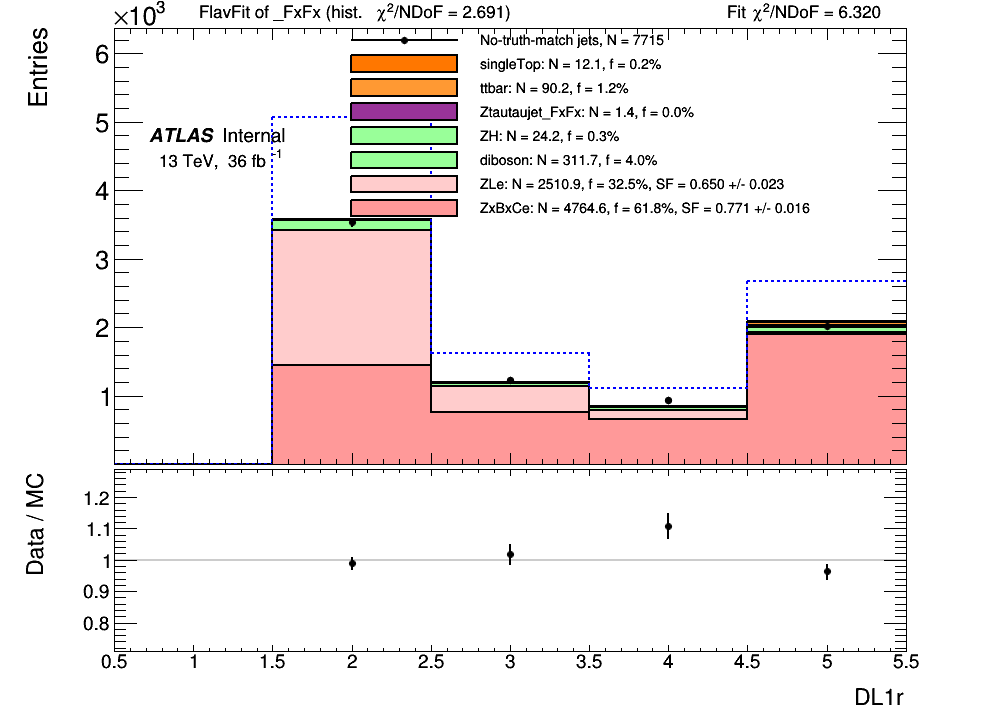 ×10³ FlavFit of _FxFx (hist. χ²/NDoF = 2.691) Fit χ²/NDoF = 6.320
Entries
ATLAS Internal
13 TeV, 36 fb⁻¹
No-truth-match jets, N = 7715
singleTop: N = 12.1, f = 0.2%
ttbar: N = 90.2, f = 1.2%
Ztautaujet_FxFx: N = 1.4, f = 0.0%
ZH: N = 24.2, f = 0.3%
diboson: N = 311.7, f = 4.0%
ZLe: N = 2510.9, f = 32.5%, SF = 0.650 +/- 0.023
ZxBxCe: N = 4764.6, f = 61.8%, SF = 0.771 +/- 0.016
6
5
4
3
2
1
Data / MC
1.2
1.1
1
0.9
0.8
0.5 1 1.5 2 2.5 3 3.5 4 4.5 5 5.5
DL1r